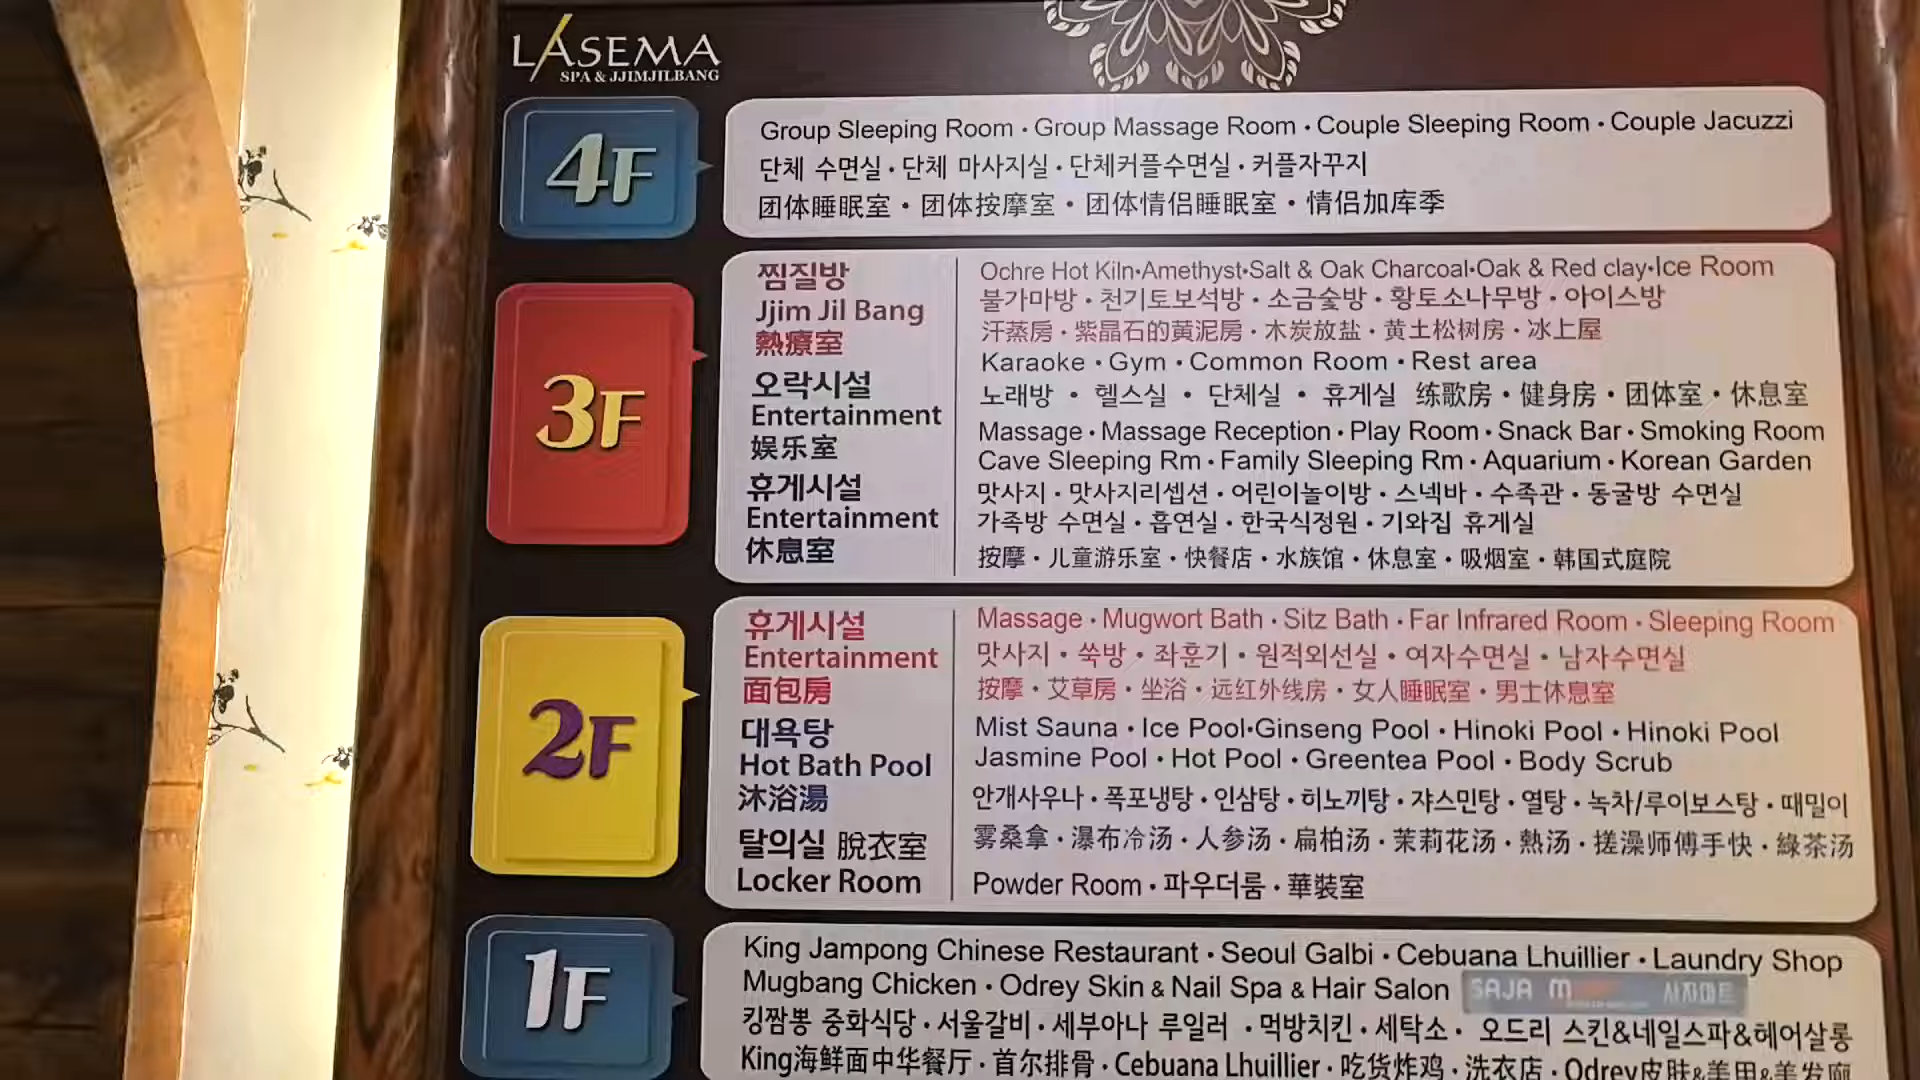 LASEMA
SPA & JJIMJILBANG
4F
Group Sleeping Room · Group Massage Room · Couple Sleeping Room · Couple Jacuzzi
단체 수면실 · 단체 마사지실 · 단체커플수면실 · 커플자꾸지
团体睡眠室 · 团体按摩室 · 团体情侣睡眠室 · 情侣加库季
3F
찜질방
Jjim Jil Bang
熱療室
Ochre Hot Kiln·Amethyst·Salt & Oak Charcoal·Oak & Red clay·Ice Room
불가마방 · 천기토보석방 · 소금숯방 · 황토소나무방 · 아이스방
汗蒸房 · 紫晶石的黄泥房 · 木炭放盐 · 黄土松树房 · 冰上屋
오락시설
Entertainment
娱乐室
Karaoke · Gym · Common Room · Rest area
노래방 · 헬스실 · 단체실 · 휴게실 练歌房 · 健身房 · 团体室 · 休息室
휴게시설
Entertainment
休息室
Massage · Massage Reception · Play Room · Snack Bar · Smoking Room
Cave Sleeping Rm · Family Sleeping Rm · Aquarium · Korean Garden
맛사지 · 맛사지리셉션 · 어린이놀이방 · 스넥바 · 수족관 · 동굴방 수면실
가족방 수면실 · 흡연실 · 한국식정원 · 기와집 휴게실
按摩 · 儿童游乐室 · 快餐店 · 水族馆 · 休息室 · 吸烟室 · 韩国式庭院
2F
휴게시설
Entertainment
面包房
Massage · Mugwort Bath · Sitz Bath · Far Infrared Room · Sleeping Room
맛사지 · 쑥방 · 좌훈기 · 원적외선실 · 여자수면실 · 남자수면실
按摩 · 艾草房 · 坐浴 · 远红外线房 · 女人睡眠室 · 男士休息室
대욕탕
Hot Bath Pool
沐浴湯
Mist Sauna · Ice Pool·Ginseng Pool · Hinoki Pool · Hinoki Pool
Jasmine Pool · Hot Pool · Greentea Pool · Body Scrub
안개사우나 · 폭포냉탕 · 인삼탕 · 히노끼탕 · 쟈스민탕 · 열탕 · 녹차/루이보스탕 · 때밀이
雾桑拿 · 瀑布冷汤 · 人参汤 · 扁柏汤 · 茉莉花汤 · 熱汤 · 搓澡师傅手快 · 綠茶汤
탈의실 脫衣室
Locker Room
Powder Room · 파우더룸 · 華裝室
1F
King Jampong Chinese Restaurant · Seoul Galbi · Cebuana Lhuillier · Laundry Shop
Mugbang Chicken · Odrey Skin & Nail Spa & Hair Salon SAJA M 사자마트
킹짬뽕 중화식당 · 서울갈비 · 세부아나 루일러 · 먹방치킨 · 세탁소 · 오드리 스킨&네일스파&헤어살롱
King海鲜面中华餐厅 · 首尔排骨 · Cebuana Lhuillier · 吃货炸鸡 · 洗衣店 · Odrey皮肤&美甲&美发廊